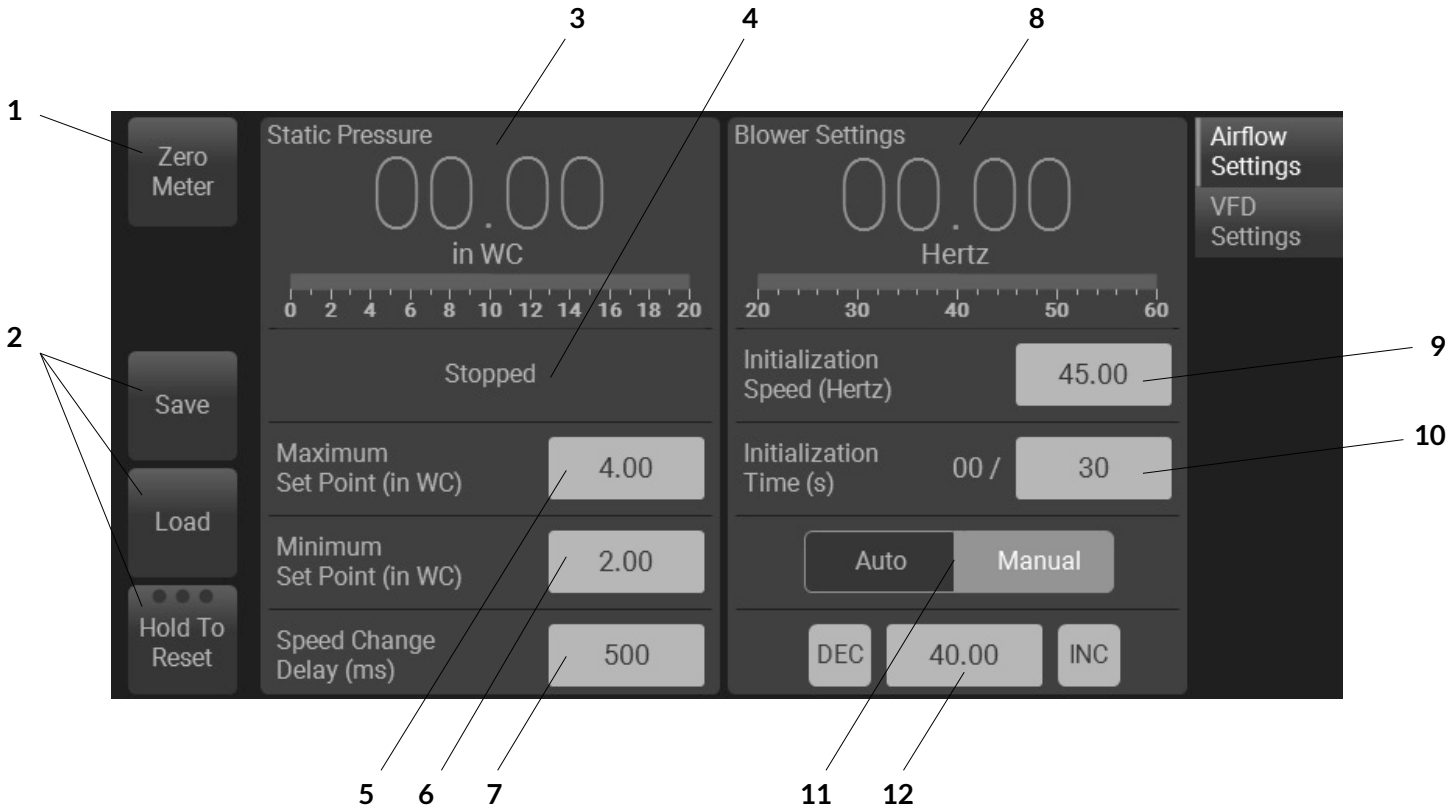 3 4 8
1
Static Pressure
00.00
in WC
0 2 4 6 8 10 12 14 16 18 20
Blower Settings
00.00
Hertz
20 30 40 50 60
Airflow
Settings
VFD
Settings
Zero
Meter
2
Save
Load
Hold To
Reset
Stopped
Maximum
Set Point (in WC)
4.00
Minimum
Set Point (in WC)
2.00
Speed Change
Delay (ms)
500
Initialization
Speed (Hertz)
45.00
9
Initialization
Time (s)
00 /
30
10
Auto Manual
DEC 40.00 INC
5 6 7 11 12